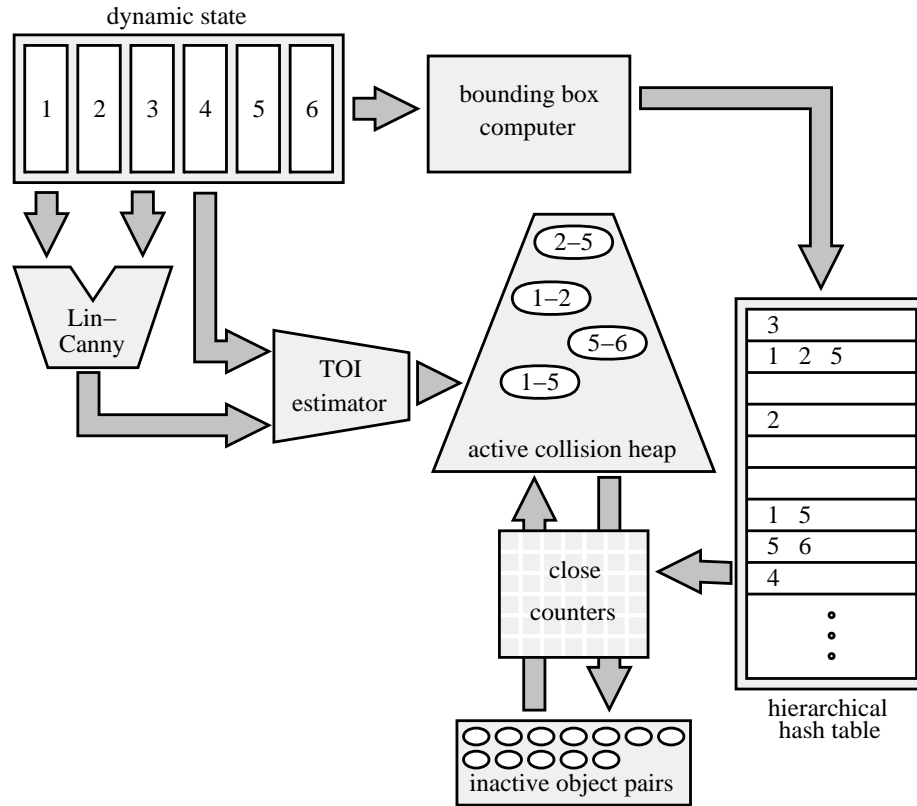 dynamic state
1 2 3 4 5 6
bounding box
computer
Lin–
Canny
TOI
estimator
2–5
1–2
5–6
1–5
active collision heap
close
counters
inactive object pairs
3
1 2 5
2
1 5
5 6
4
hierarchical
hash table